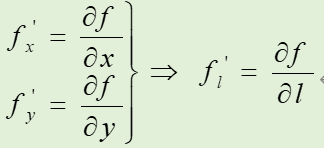 f_x' = ∂f/∂x
f_y' = ∂f/∂y } ⇒ f_l' = ∂f/∂l